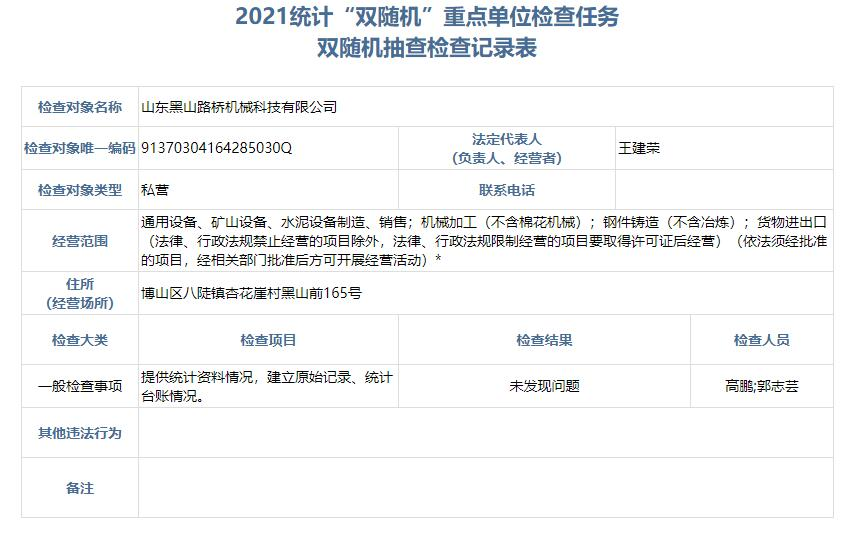 2021统计“双随机”重点单位检查任务
双随机抽查检查记录表
检查对象名称 山东黑山路桥机械科技有限公司
检查对象唯一编码 91370304164285030Q 法定代表人
（负责人、经营者） 王建荣
检查对象类型 私营 联系电话
经营范围 通用设备、矿山设备、水泥设备制造、销售；机械加工（不含棉花机械）；钢件铸造（不含冶炼）；货物进出口
（法律、行政法规禁止经营的项目除外，法律、行政法规限制经营的项目要取得许可证后经营）（依法须经批准
的项目，经相关部门批准后方可开展经营活动）*
住所
（经营场所） 博山区八陡镇杏花崖村黑山前165号
检查大类 检查项目 检查结果 检查人员
一般检查事项 提供统计资料情况，建立原始记录、统计
台账情况。 未发现问题 高鹏;郭志芸
其他违法行为
备注